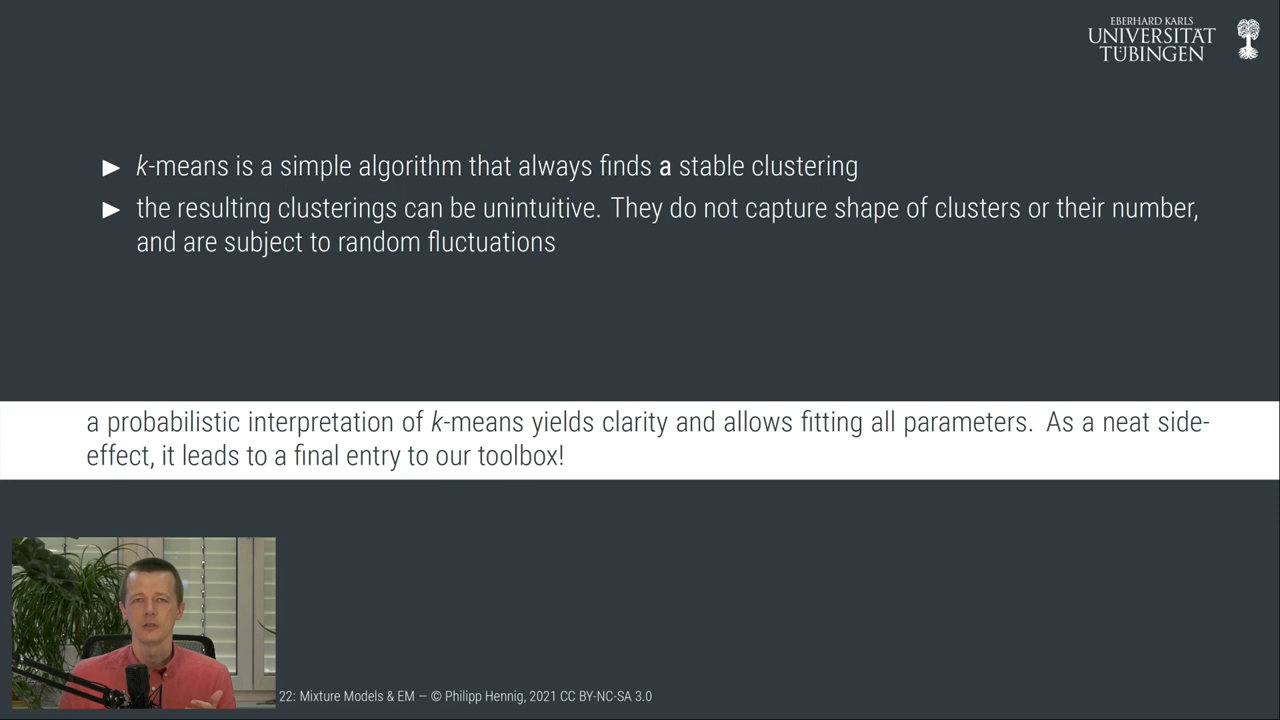 EBERHARD KARLS
UNIVERSITÄT
TÜBINGEN
▶ k-means is a simple algorithm that always finds a stable clustering
▶ the resulting clusterings can be unintuitive. They do not capture shape of clusters or their number,
and are subject to random fluctuations
a probabilistic interpretation of k-means yields clarity and allows fitting all parameters. As a neat side-
effect, it leads to a final entry to our toolbox!
22: Mixture Models & EM — © Philipp Hennig, 2021 CC BY-NC-SA 3.0